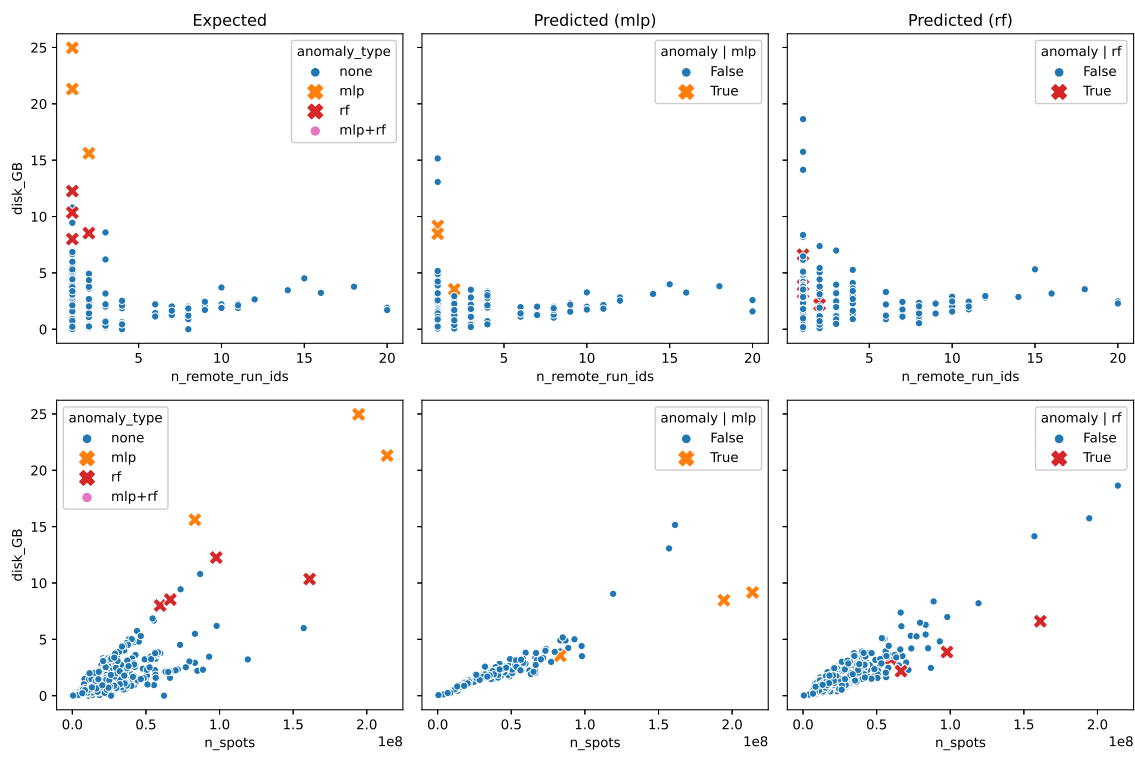 Expected
Predicted (mlp)
Predicted (rf)
disk_GB
25
20
15
10
5
0
anomaly_type
none
mlp
rf
mlp+rf
5
10
15
20
n_remote_run_ids
anomaly | mlp
False
True
5
10
15
20
n_remote_run_ids
anomaly | rf
False
True
5
10
15
20
n_remote_run_ids
disk_GB
25
20
15
10
5
0
anomaly_type
none
mlp
rf
mlp+rf
0.0
0.5
1.0
1.5
2.0
1e8
n_spots
anomaly | mlp
False
True
0.0
0.5
1.0
1.5
2.0
1e8
n_spots
anomaly | rf
False
True
0.0
0.5
1.0
1.5
2.0
1e8
n_spots